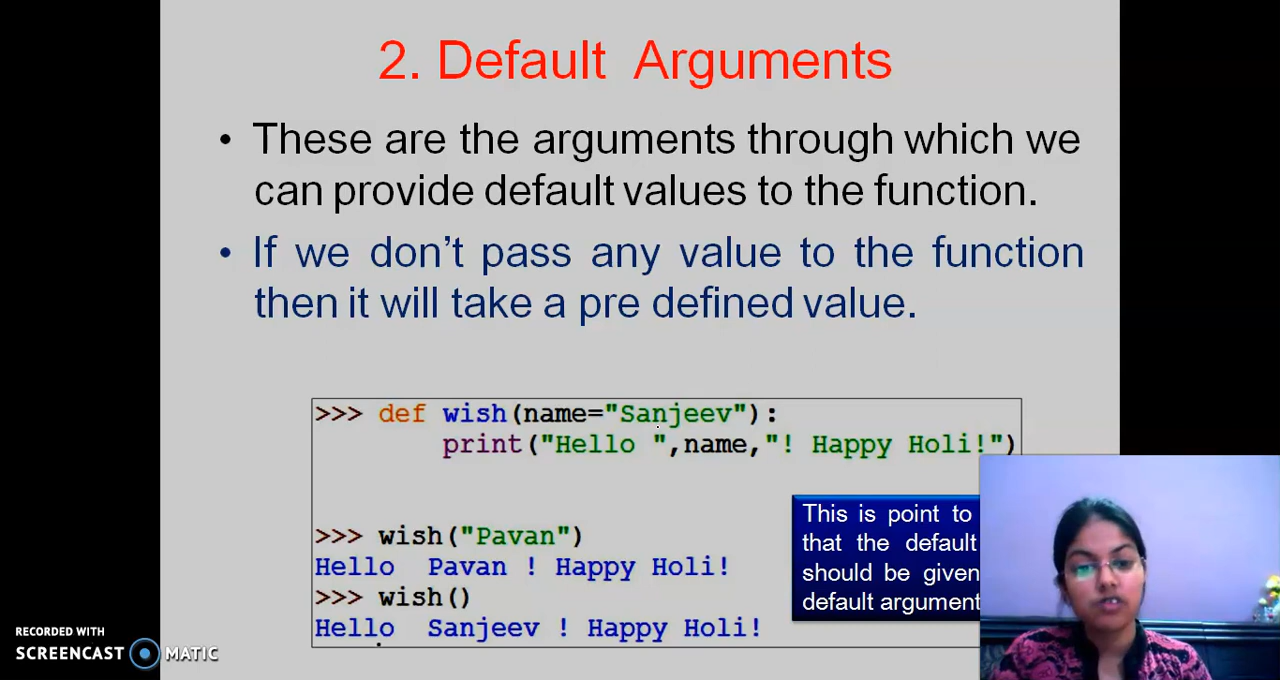 2. Default Arguments
• These are the arguments through which we
can provide default values to the function.
• If we don't pass any value to the function
then it will take a pre defined value.
>>> def wish(name="Sanjeev"):
print("Hello ",name,"! Happy Holi!")
>>> wish("Pavan")
Hello  Pavan ! Happy Holi!
>>> wish()
Hello  Sanjeev ! Happy Holi!
This is point to
that the default
should be given
default argument
RECORDED WITH
SCREENCAST MATIC